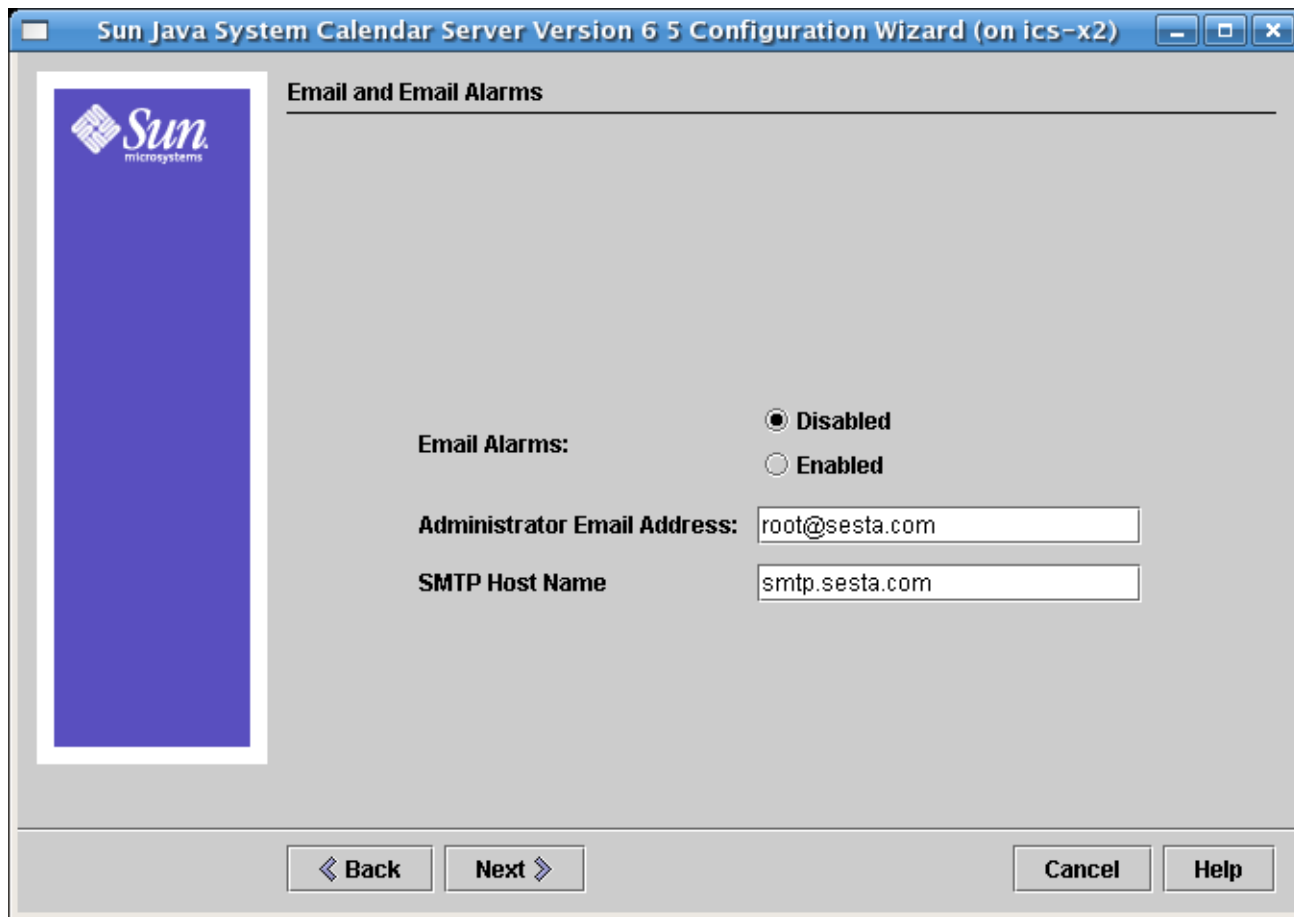 Sun Java System Calendar Server Version 6 5 Configuration Wizard (on ics-x2)
Sun
microsystems
Email and Email Alarms
Email Alarms:
Disabled
Enabled
Administrator Email Address:
root@sesta.com
SMTP Host Name
smtp.sesta.com
Back
Next
Cancel
Help